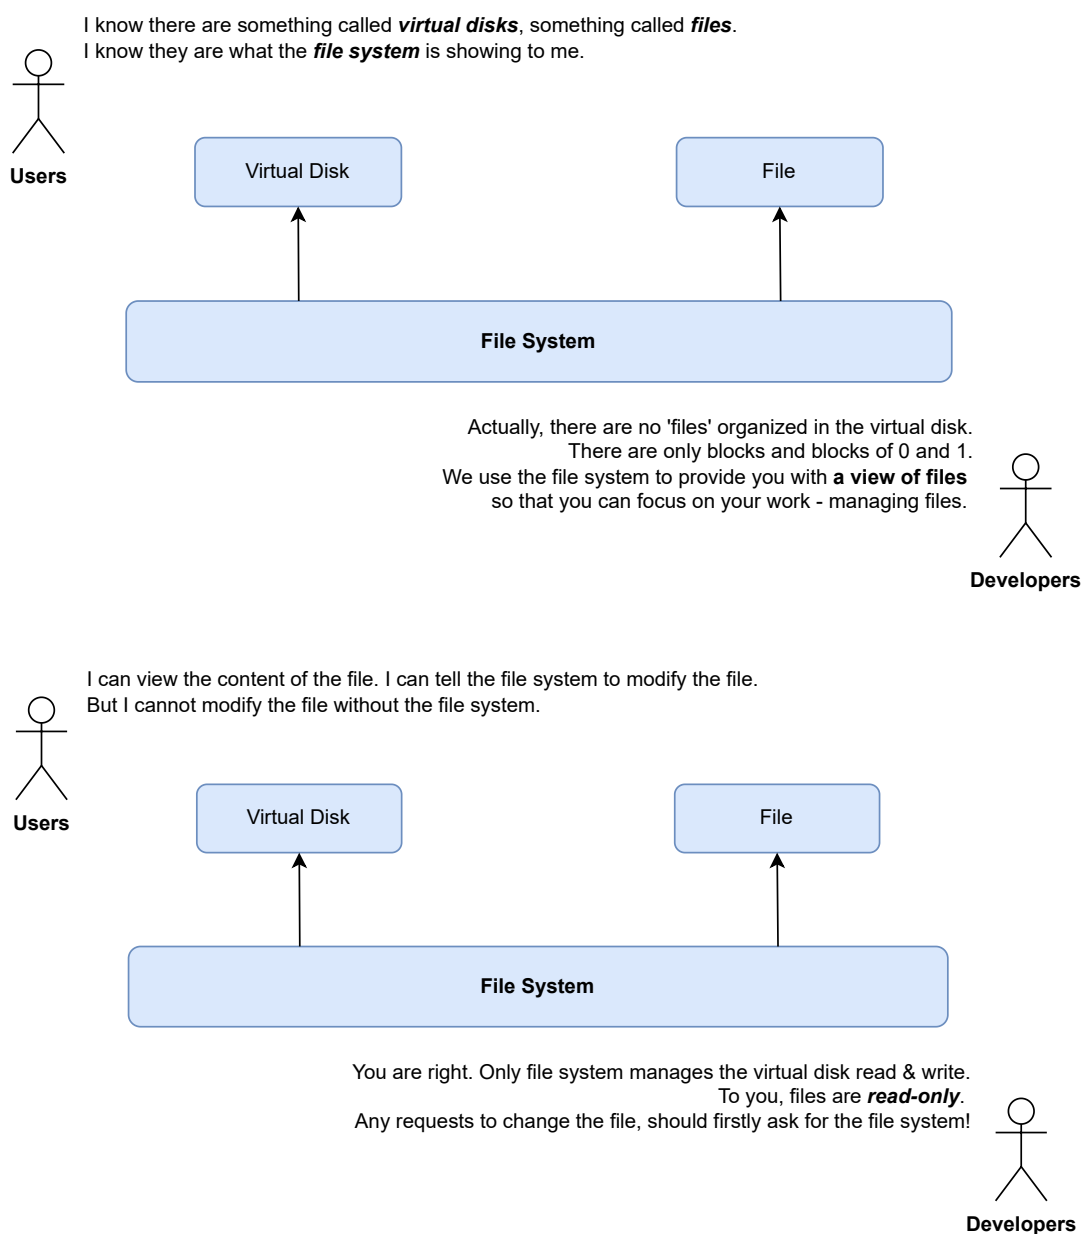 I know there are something called virtual disks, something called files.
I know they are what the file system is showing to me.
Users
Virtual Disk
File
File System
Actually, there are no 'files' organized in the virtual disk.
There are only blocks and blocks of 0 and 1.
We use the file system to provide you with a view of files
so that you can focus on your work - managing files.
Developers
I can view the content of the file. I can tell the file system to modify the file.
But I cannot modify the file without the file system.
Users
Virtual Disk
File
File System
You are right. Only file system manages the virtual disk read & write.
To you, files are read-only.
Any requests to change the file, should firstly ask for the file system!
Developers